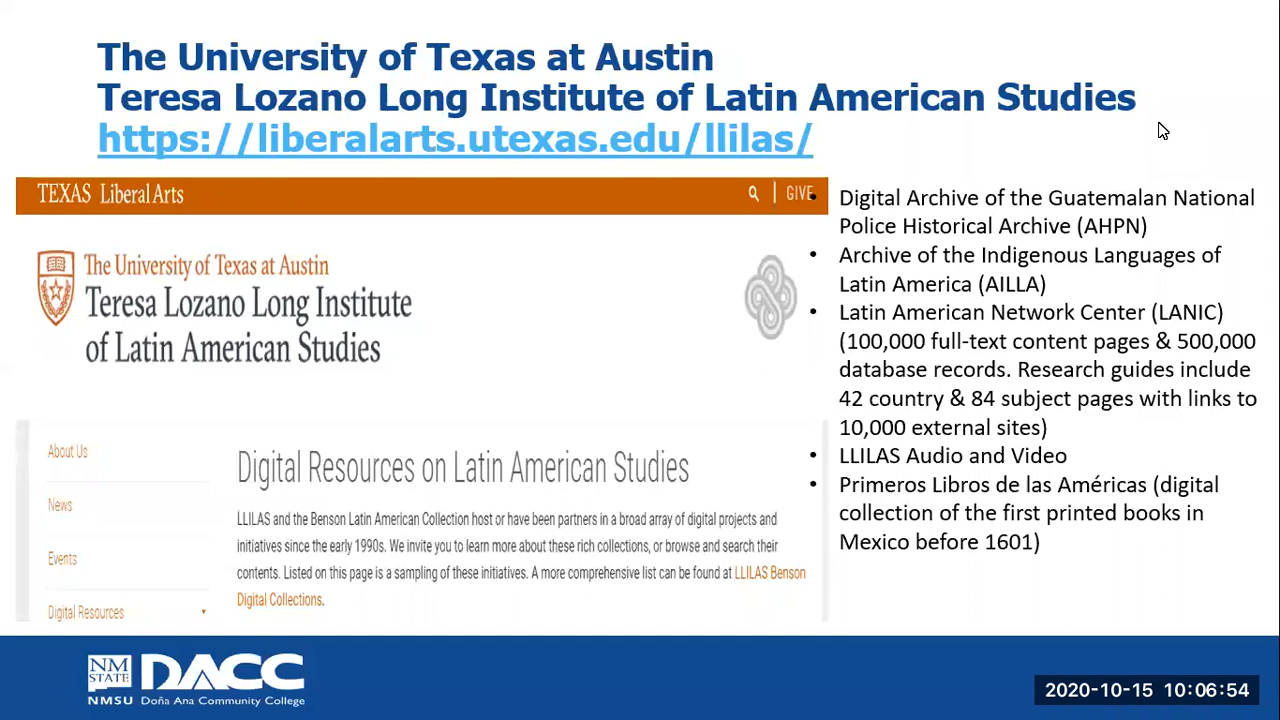 The University of Texas at Austin
Teresa Lozano Long Institute of Latin American Studies
https://liberalarts.utexas.edu/llilas/
TEXAS Liberal Arts
GIVE
The University of Texas at Austin
Teresa Lozano Long Institute
of Latin American Studies
About Us
News
Events
Digital Resources
Digital Resources on Latin American Studies
LLILAS and the Benson Latin American Collection host or have been partners in a broad array of digital projects and
initiatives since the early 1990s. We invite you to learn more about these rich collections, or browse and search their
contents. Listed on this page is a sampling of these initiatives. A more comprehensive list can be found at LLILAS Benson
Digital Collections.
• Digital Archive of the Guatemalan National
Police Historical Archive (AHPN)
• Archive of the Indigenous Languages of
Latin America (AILLA)
• Latin American Network Center (LANIC)
(100,000 full-text content pages & 500,000
database records. Research guides include
42 country & 84 subject pages with links to
10,000 external sites)
• LLILAS Audio and Video
• Primeros Libros de las Américas (digital
collection of the first printed books in
Mexico before 1601)
NM
STATE
NMSU
DACC
Doña Ana Community College
2020-10-15 10:06:54